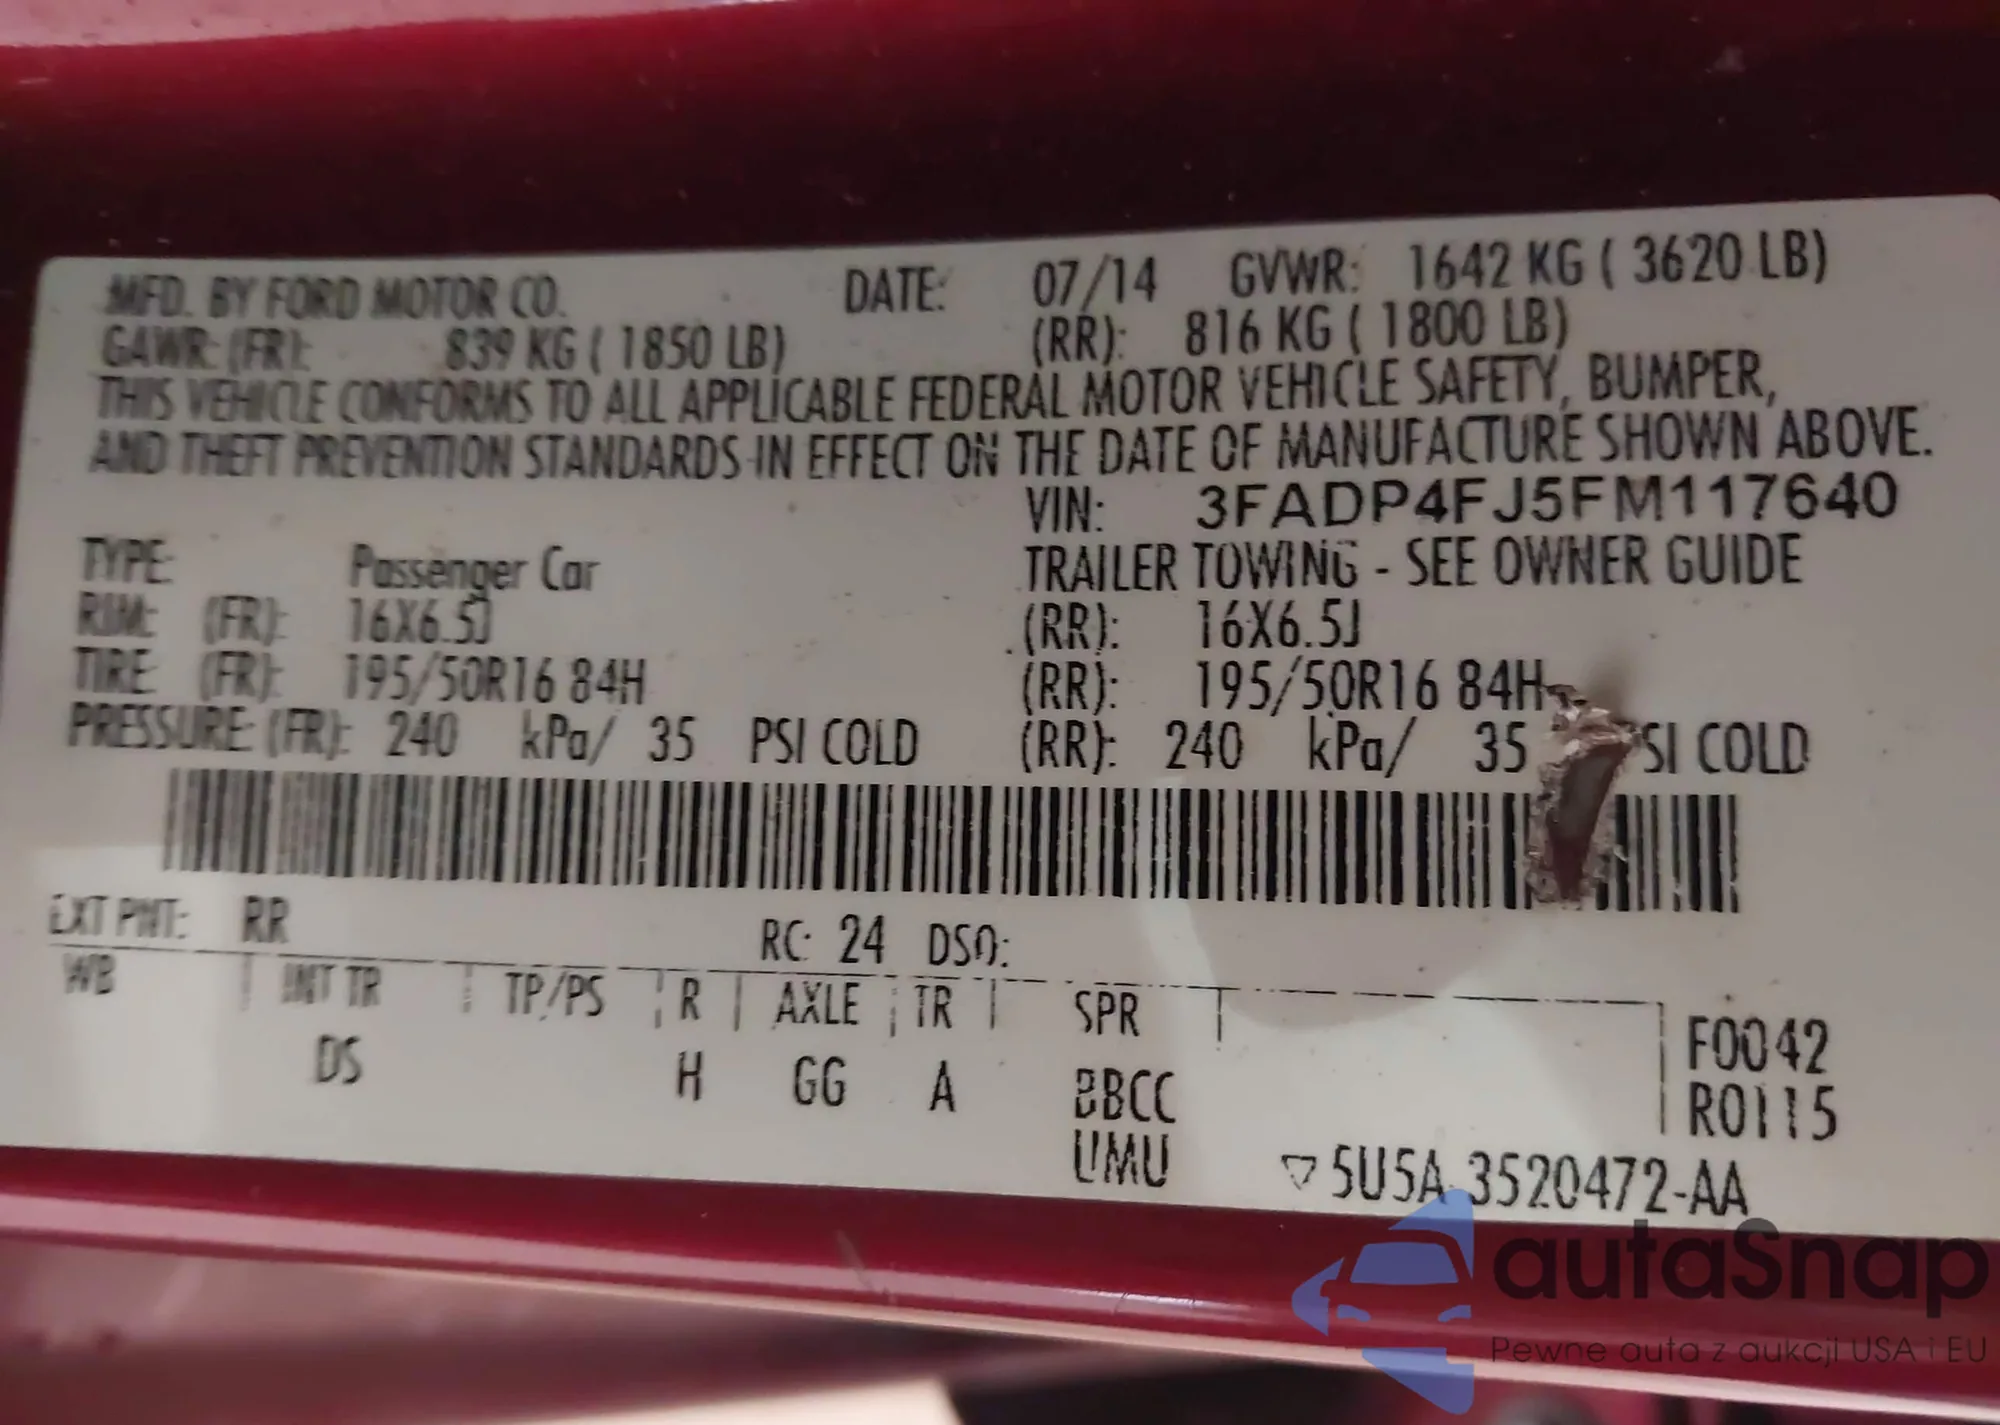 MFD. BY FORD MOTOR CO. DATE: 07/14 GVWR: 1642 KG ( 3620 LB)
GAWR: (FR): 839 KG ( 1850 LB) (RR): 816 KG ( 1800 LB)
THIS VEHICLE CONFORMS TO ALL APPLICABLE FEDERAL MOTOR VEHICLE SAFETY, BUMPER,
AND THEFT PREVENTION STANDARDS IN EFFECT ON THE DATE OF MANUFACTURE SHOWN ABOVE.
VIN: 3FADP4FJ5FM117640
TYPE: Passenger Car TRAILER TOWING - SEE OWNER GUIDE
RIM: (FR): 16X6.5J (RR): 16X6.5J
TIRE (FR): 195/50R16 84H (RR): 195/50R16 84H
PRESSURE: (FR): 240 kPa/ 35 PSI COLD (RR): 240 kPa/ 35 SI COLD
EXT PNT: RR RC: 24 DSO:
WB INT TR TP/PS R AXLE TR SPR
DS H GG A BBCC
UMU
F0042
R0115
▽5U5A-3520472-AA
autaSnap
Pewne auta z aukcji USA i EU